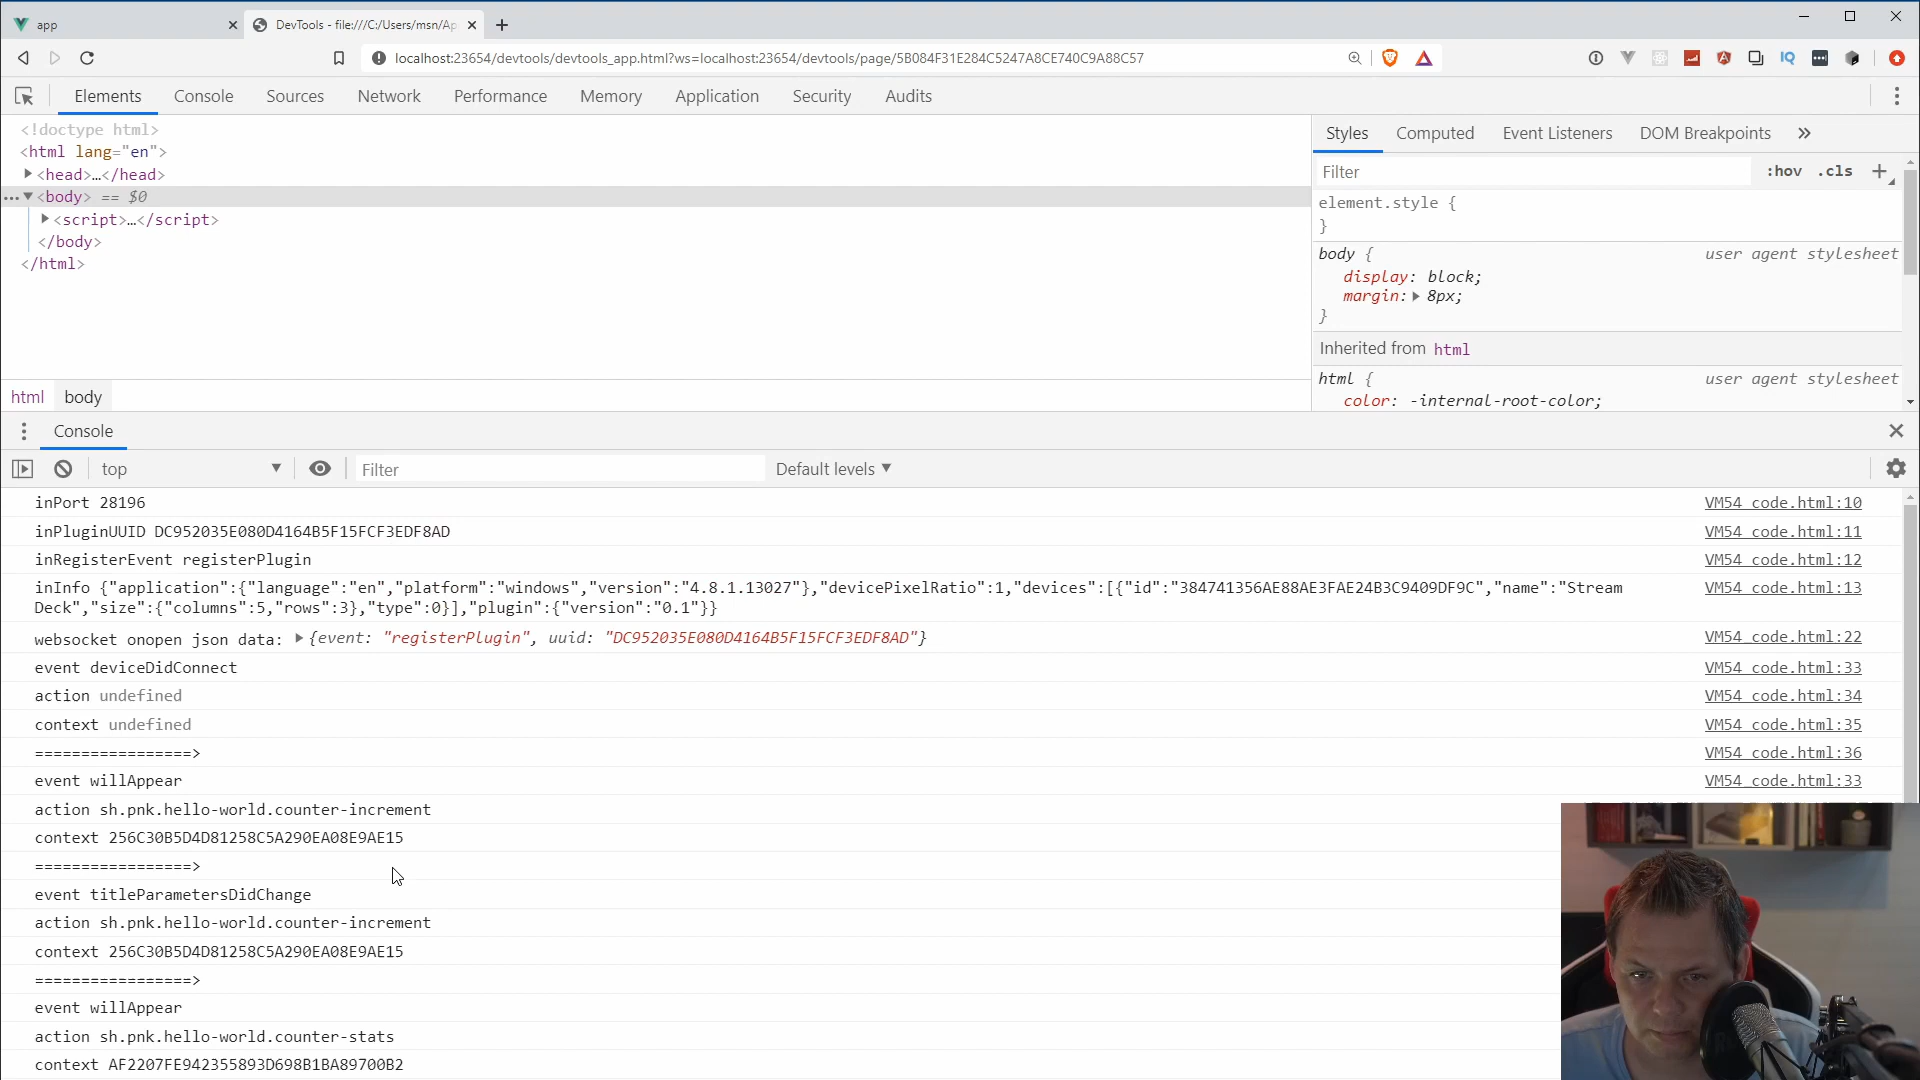 app
DevTools - file:///C:/Users/msn/Ap
localhost:23654/devtools/devtools_app.html?ws=localhost:23654/devtools/page/5B084F31E284C5247A8CE740C9A88C57
IQ
Elements Console Sources Network Performance Memory Application Security Audits
<!doctype html>
<html lang="en">
<head>…</head>
<body> == $0
<script>…</script>
</body>
</html>
html body
Styles Computed Event Listeners DOM Breakpoints »
Filter :hov .cls +
element.style {
}
body { user agent stylesheet
display: block;
margin: 8px;
}
Inherited from html
html { user agent stylesheet
color: -internal-root-color;
Console
top Filter Default levels
inPort 28196 VM54 code.html:10
inPluginUUID DC952035E080D4164B5F15FCF3EDF8AD VM54 code.html:11
inRegisterEvent registerPlugin VM54 code.html:12
inInfo {"application":{"language":"en","platform":"windows","version":"4.8.1.13027"},"devicePixelRatio":1,"devices":[{"id":"384741356AE88AE3FAE24B3C9409DF9C","name":"Stream VM54 code.html:13
Deck","size":{"columns":5,"rows":3},"type":0}],"plugin":{"version":"0.1"}}
websocket onopen json data: {event: "registerPlugin", uuid: "DC952035E080D4164B5F15FCF3EDF8AD"} VM54 code.html:22
event deviceDidConnect VM54 code.html:33
action undefined VM54 code.html:34
context undefined VM54 code.html:35
=================> VM54 code.html:36
event willAppear VM54 code.html:33
action sh.pnk.hello-world.counter-increment
context 256C30B5D4D81258C5A290EA08E9AE15
=================>
event titleParametersDidChange
action sh.pnk.hello-world.counter-increment
context 256C30B5D4D81258C5A290EA08E9AE15
=================>
event willAppear
action sh.pnk.hello-world.counter-stats
context AF2207FE942355893D698B1BA89700B2